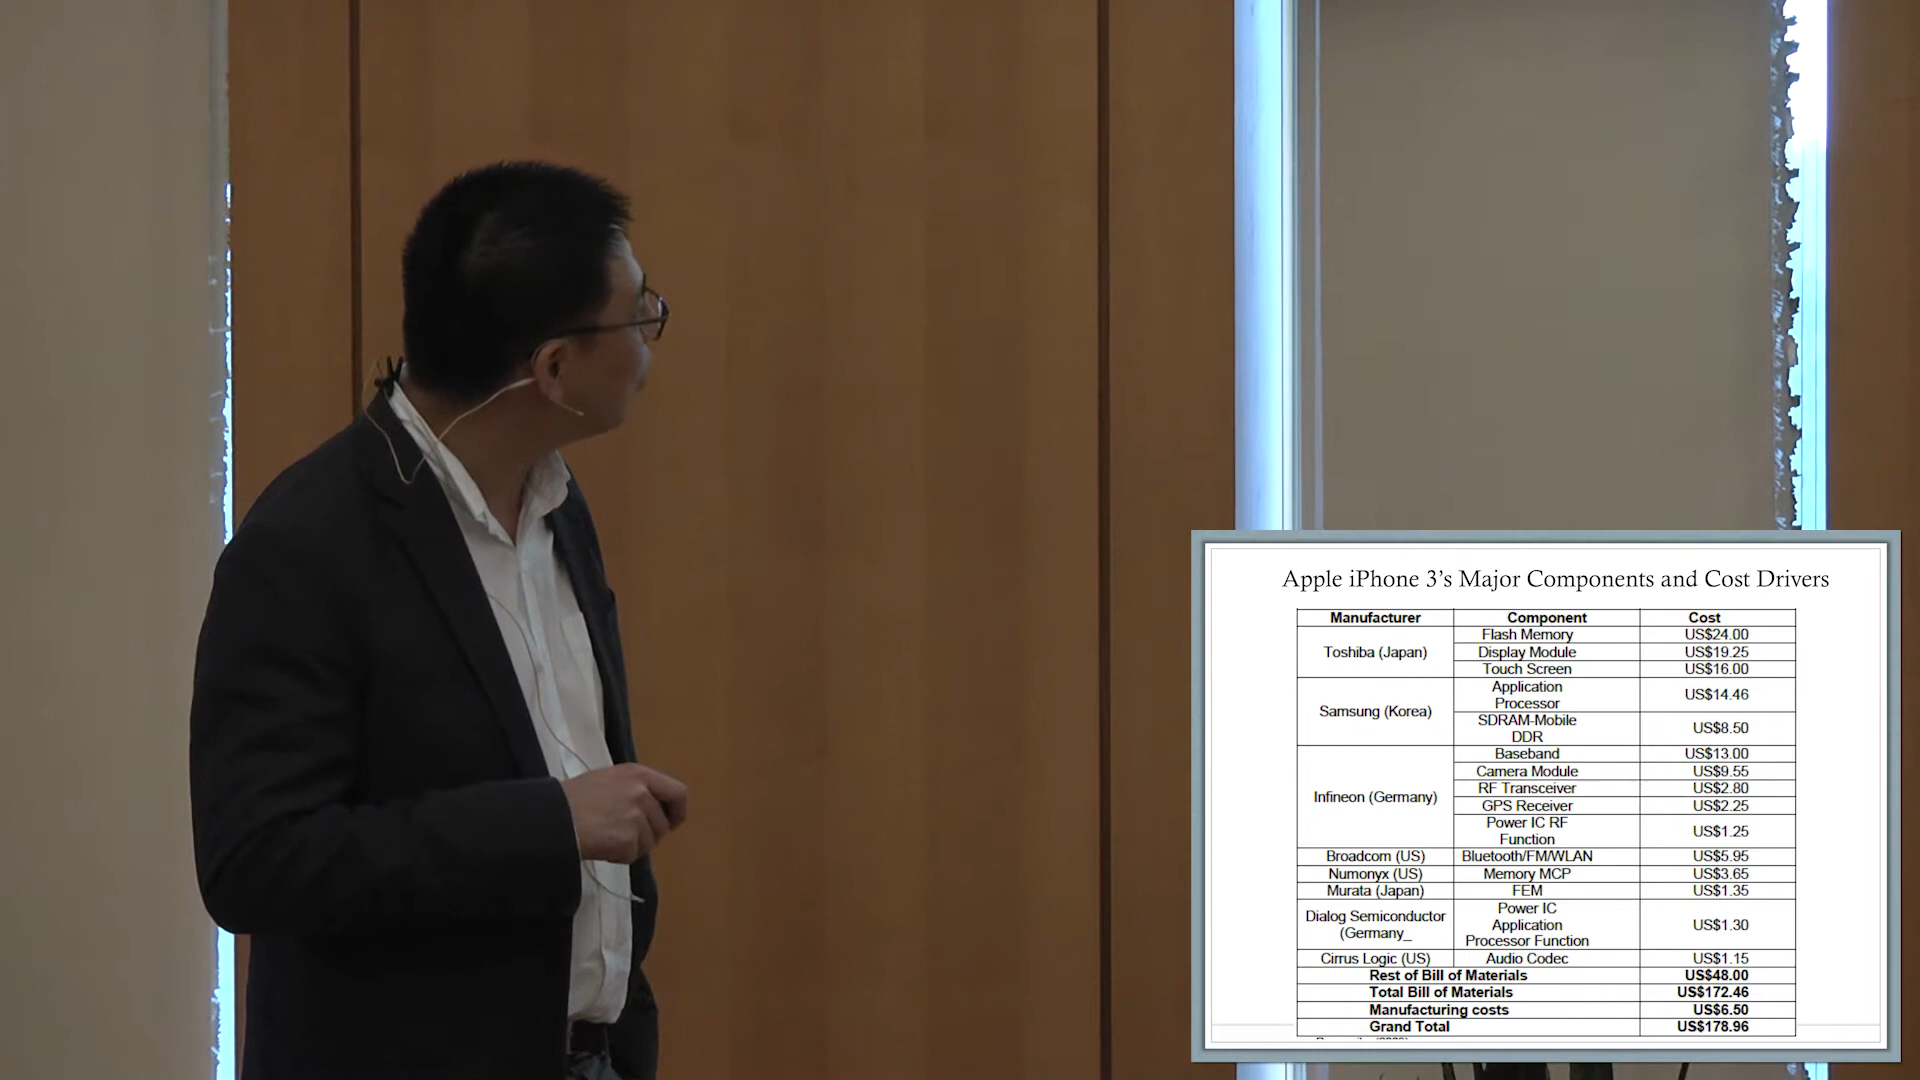 Apple iPhone 3's Major Components and Cost Drivers
Manufacturer Component Cost
Toshiba (Japan)
Flash Memory US$24.00
Display Module US$19.25
Touch Screen US$16.00
Samsung (Korea)
Application
Processor
US$14.46
SDRAM-Mobile
DDR
US$8.50
Infineon (Germany)
Baseband US$13.00
Camera Module US$9.55
RF Transceiver US$2.80
GPS Receiver US$2.25
Power IC RF
Function
US$1.25
Broadcom (US) Bluetooth/FM/WLAN US$5.95
Numonyx (US) Memory MCP US$3.65
Murata (Japan) FEM US$1.35
Dialog Semiconductor
(Germany_
Power IC
Application
Processor Function
US$1.30
Cirrus Logic (US) Audio Codec US$1.15
Rest of Bill of Materials US$48.00
Total Bill of Materials US$172.46
Manufacturing costs US$6.50
Grand Total US$178.96